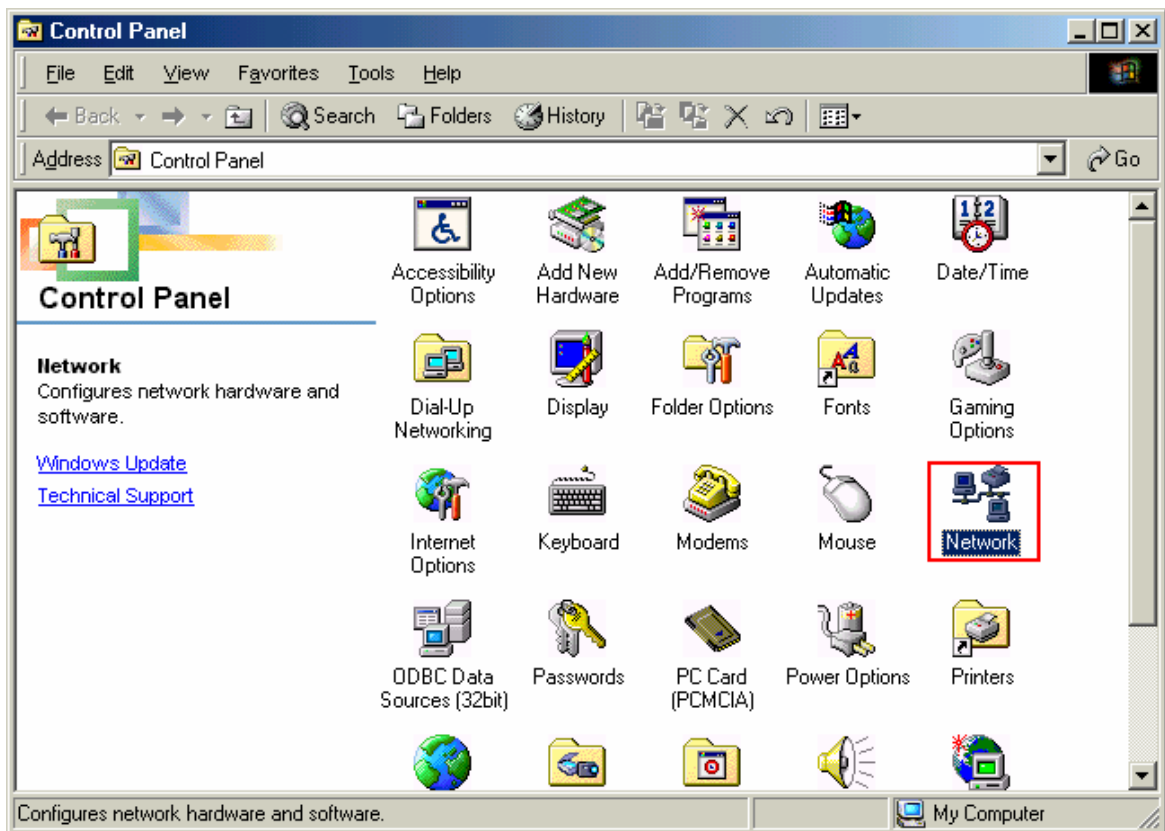 Control Panel
File Edit View Favorites Tools Help
Back Search Folders History
Address Control Panel Go
Control Panel
Network
Configures network hardware and
software.
Windows Update
Technical Support
Accessibility
Options
Add New
Hardware
Add/Remove
Programs
Automatic
Updates
Date/Time
Dial-Up
Networking
Display
Folder Options
Fonts
Gaming
Options
Internet
Options
Keyboard
Modems
Mouse
Network
ODBC Data
Sources (32bit)
Passwords
PC Card
(PCMCIA)
Power Options
Printers
Configures network hardware and software. My Computer